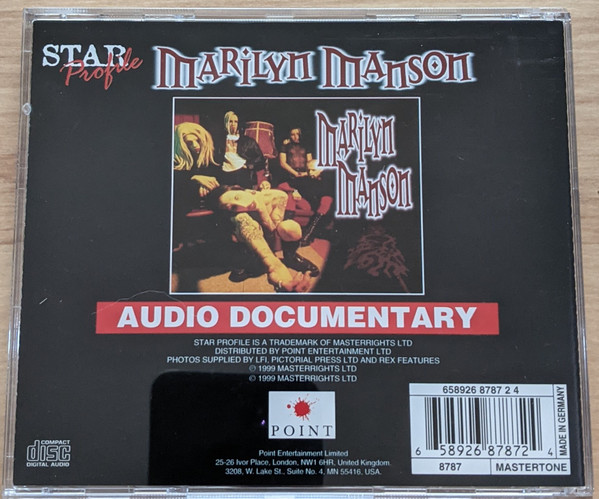 STAR
Profile
MARILYN MANSON
MARILYN
MANSON
AUDIO DOCUMENTARY
STAR PROFILE IS A TRADEMARK OF MASTERRIGHTS LTD
DISTRIBUTED BY POINT ENTERTAINMENT LTD
PHOTOS SUPPLIED BY LFI, PICTORIAL PRESS LTD AND REX FEATURES
℗ 1999 MASTERRIGHTS LTD
© 1999 MASTERRIGHTS LTD
POINT
Point Entertainment Limited
25-26 Ivor Place, London, NW1 6HR, United Kingdom.
3208, W. Lake St., Suite No. 4, MN 55416, USA.
COMPACT
disc
DIGITAL AUDIO
658926 8787 2 4
6 58926 87872 4
8787 MASTERTONE
MADE IN GERMANY